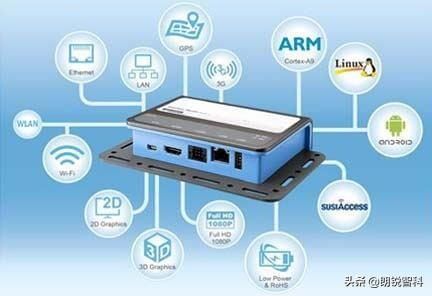 GPS
Ethernet
LAN
3G
ARM
Cortex-A9
Linux
WLAN
Wi-Fi
ANDROID
2D
2D Graphics
SUSIAccess
3D
3D Graphics
Full HD
1080P
Full HD
1080P
Low Power
& RoHS
头条@朗锐智科